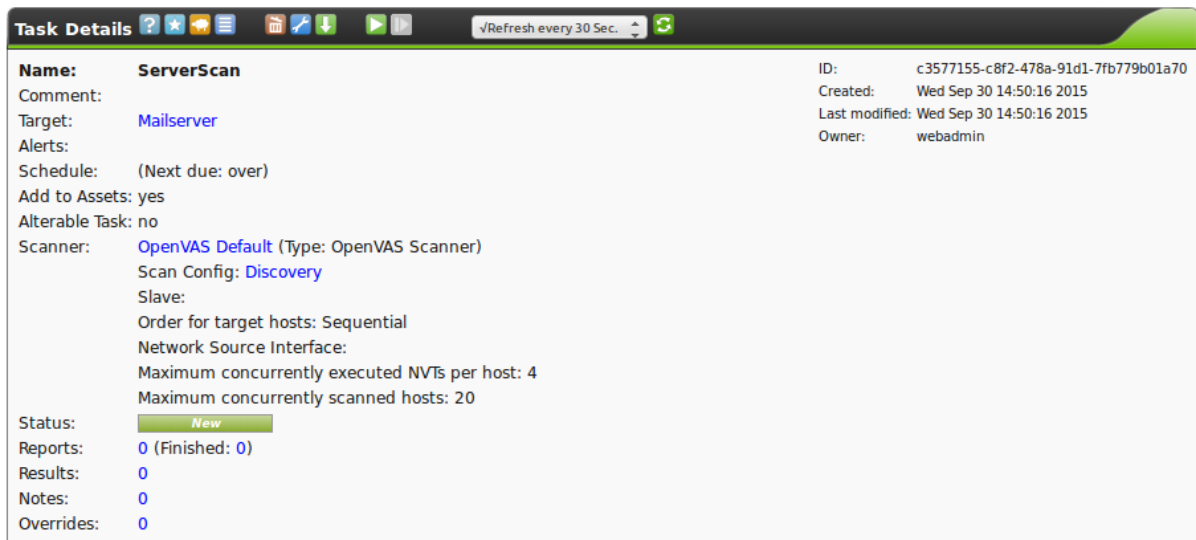 Task Details ? √Refresh every 30 Sec.
Name: ServerScan
Comment:
Target: Mailserver
Alerts:
Schedule: (Next due: over)
Add to Assets: yes
Alterable Task: no
Scanner: OpenVAS Default (Type: OpenVAS Scanner)
Scan Config: Discovery
Slave:
Order for target hosts: Sequential
Network Source Interface:
Maximum concurrently executed NVTs per host: 4
Maximum concurrently scanned hosts: 20
Status: New
Reports: 0 (Finished: 0)
Results: 0
Notes: 0
Overrides: 0
ID: c3577155-c8f2-478a-91d1-7fb779b01a70
Created: Wed Sep 30 14:50:16 2015
Last modified: Wed Sep 30 14:50:16 2015
Owner: webadmin